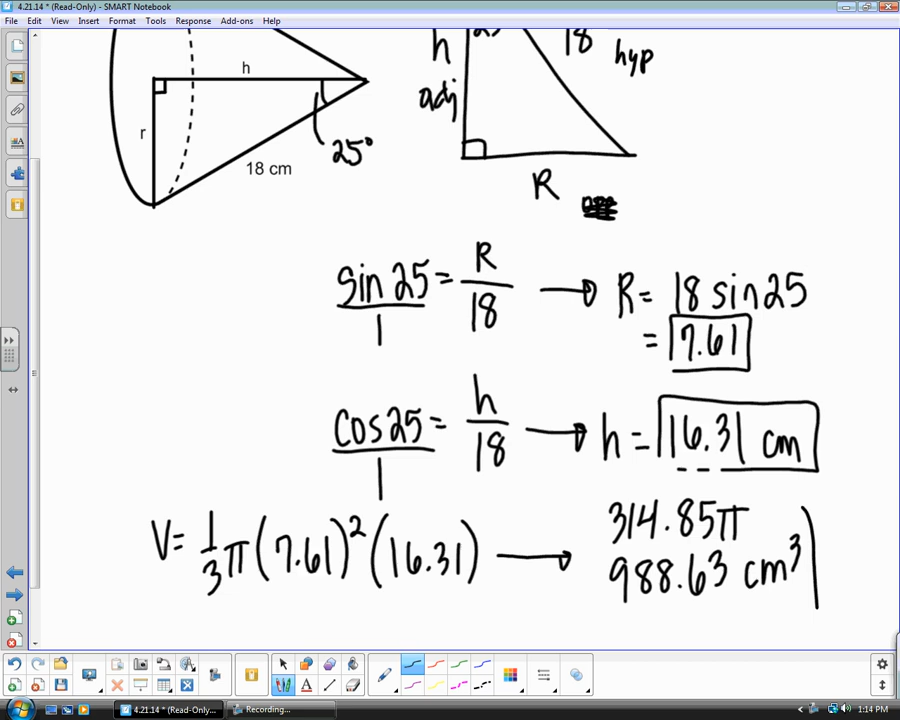 4.21.14 * (Read-Only) - SMART Notebook
File Edit View Insert Format Tools Response Add-ons Help
h
r
18 cm
25°
h
adj
25
18
hyp
R
sin 25/1 = R/18 → R = 18 sin 25
= 7.61
cos 25/1 = h/18 → h = 16.31 cm
V = 1/3 π (7.61)² (16.31) → 314.85π
988.63 cm³
4.21.14 * (Read-Only)...
Recording...
1:14 PM